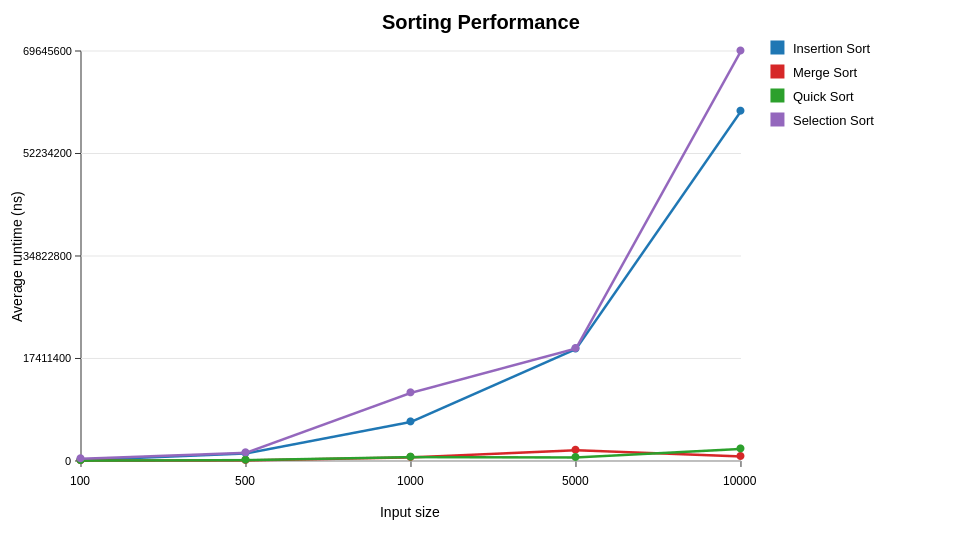 Sorting Performance
69645600
52234200
34822800
17411400
0
Average runtime (ns)
100
500
1000
5000
10000
Input size
Insertion Sort
Merge Sort
Quick Sort
Selection Sort